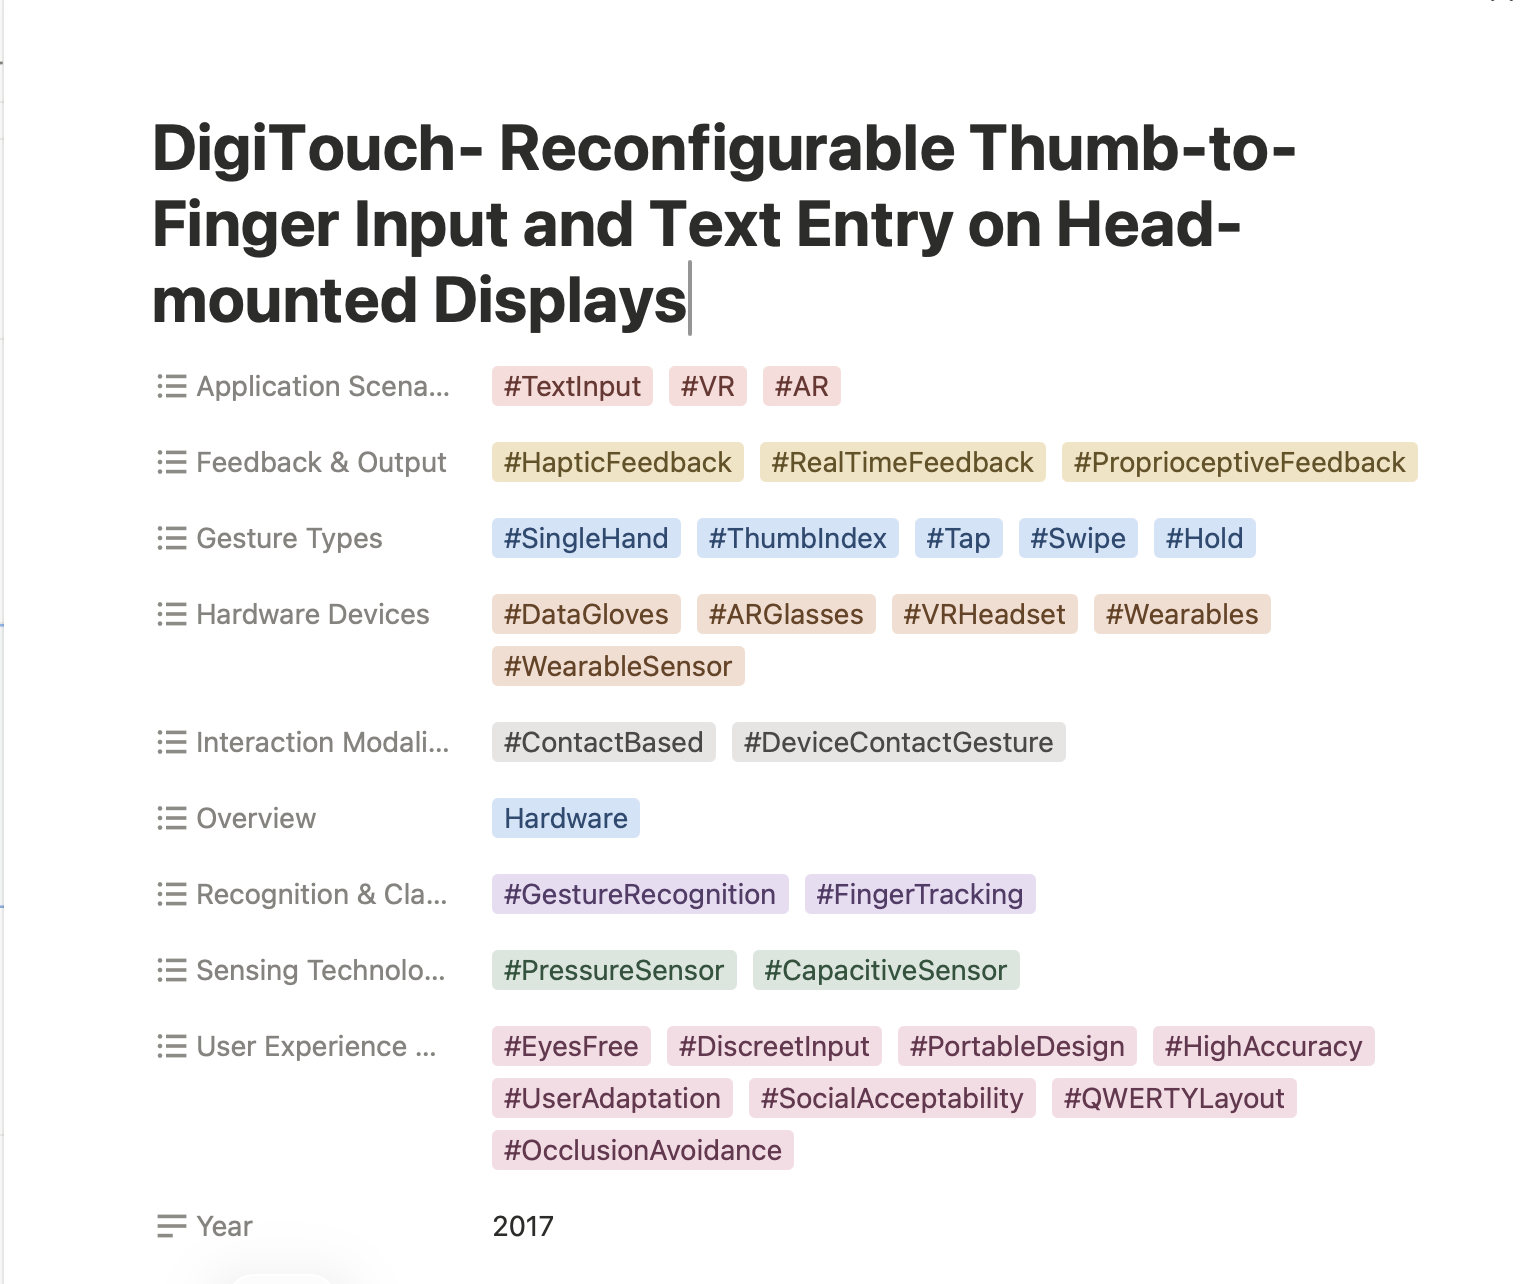 DigiTouch- Reconfigurable Thumb-to-
Finger Input and Text Entry on Head-
mounted Displays
Application Scena... #TextInput #VR #AR
Feedback & Output #HapticFeedback #RealTimeFeedback #ProprioceptiveFeedback
Gesture Types #SingleHand #ThumbIndex #Tap #Swipe #Hold
Hardware Devices #DataGloves #ARGlasses #VRHeadset #Wearables
#WearableSensor
Interaction Modali... #ContactBased #DeviceContactGesture
Overview Hardware
Recognition & Cla... #GestureRecognition #FingerTracking
Sensing Technolo... #PressureSensor #CapacitiveSensor
User Experience ... #EyesFree #DiscreetInput #PortableDesign #HighAccuracy
#UserAdaptation #SocialAcceptability #QWERTYLayout
#OcclusionAvoidance
Year 2017